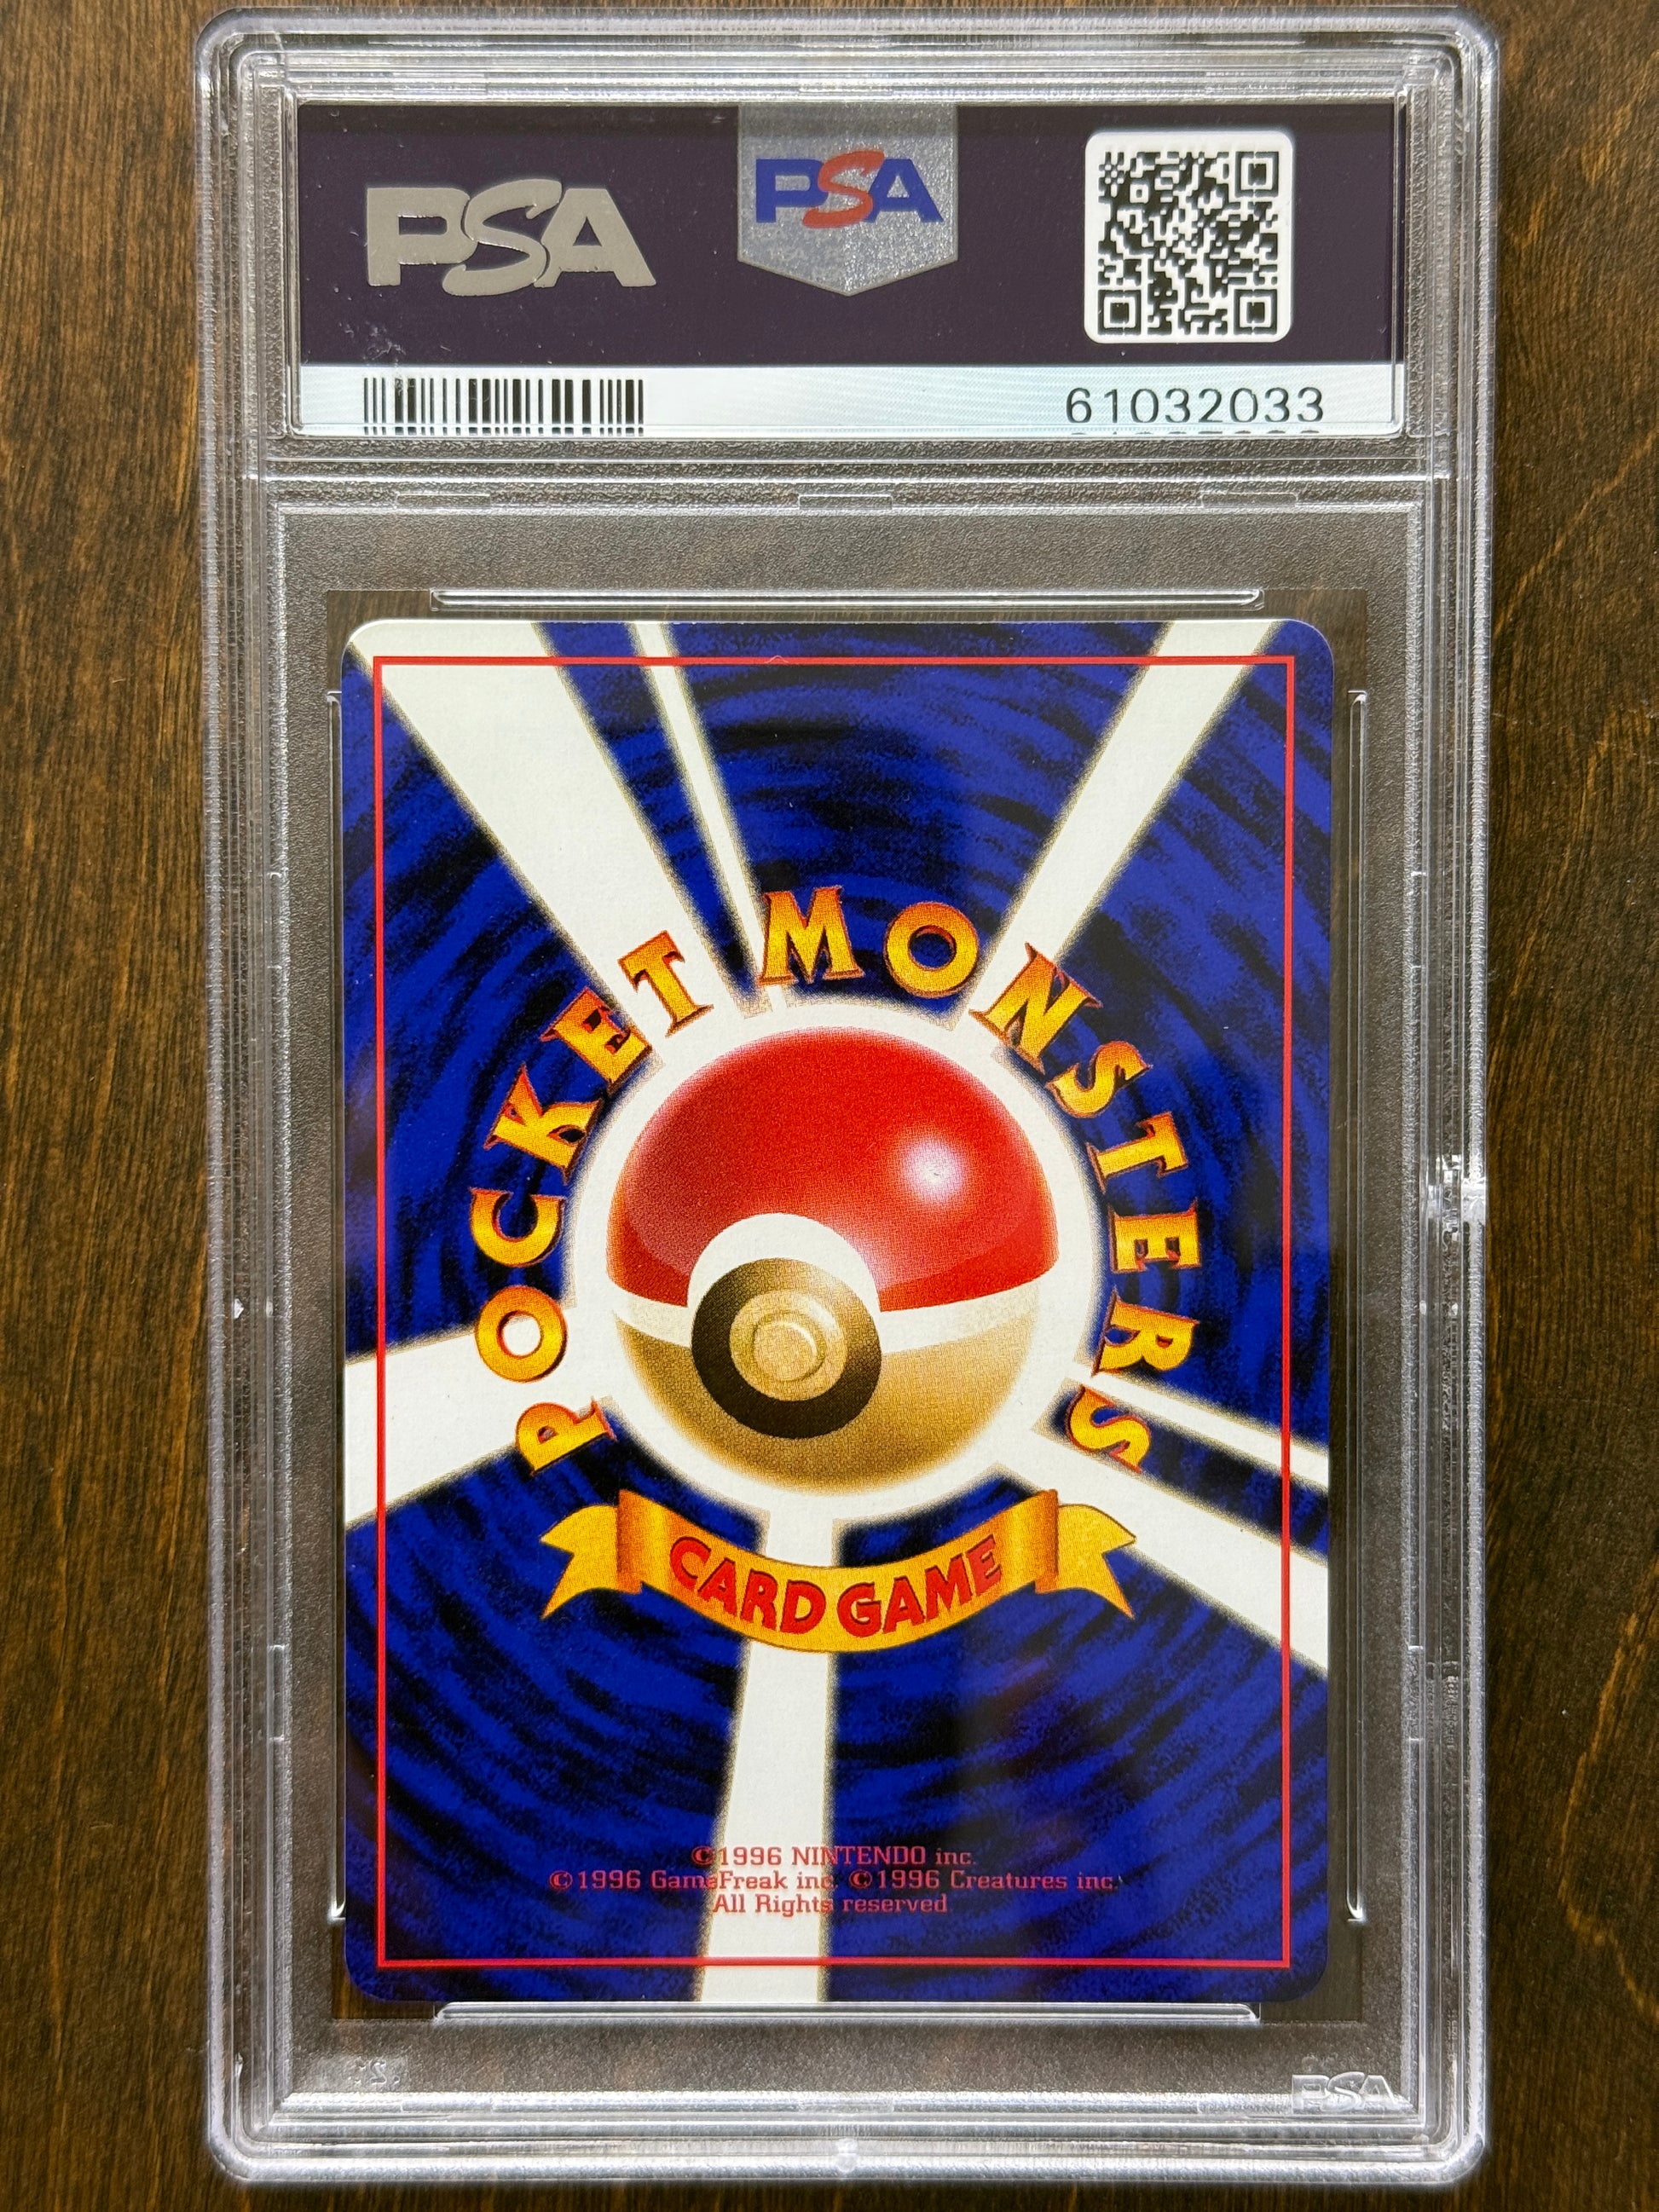 PSA
PSA
61032033
POCKET MONSTERS
CARD GAME
©1996 NINTENDO inc.
©1996 GameFreak inc. ©1996 Creatures inc.
All Rights reserved
PSA